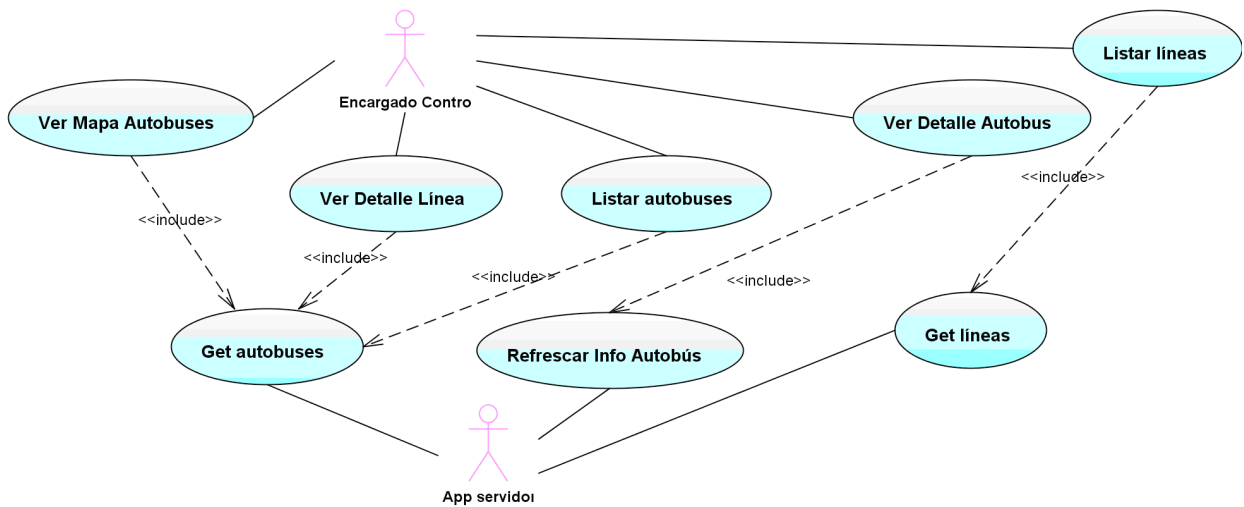 Listar líneas
Encargado Contro
Ver Mapa Autobuses
Ver Detalle Autobus
Ver Detalle Línea
Listar autobuses
<<include>>
<<include>>
<<include>>
<<include>>
<<include>>
Get autobuses
Refrescar Info Autobús
Get líneas
App servidor